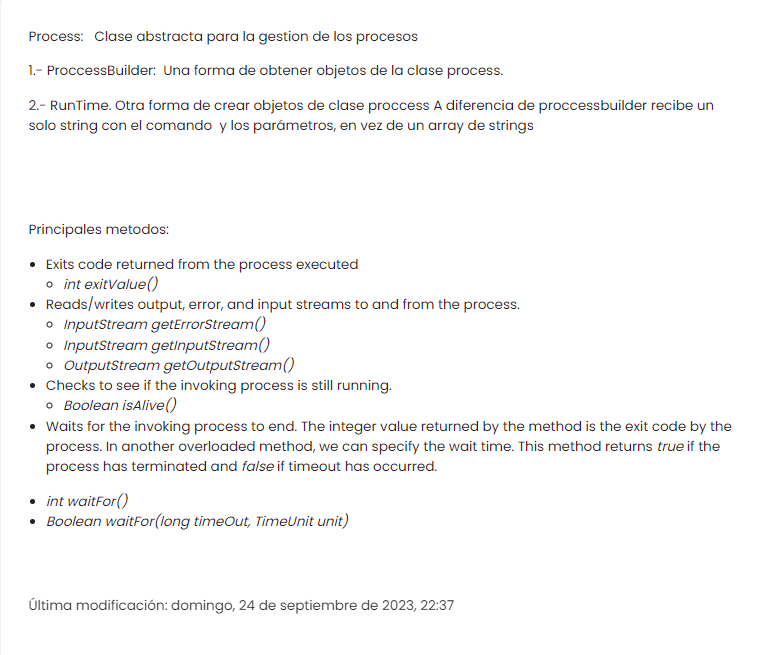 Process:   Clase abstracta para la gestion de los procesos
1.- ProccessBuilder:  Una forma de obtener objetos de la clase process.
2.- RunTime. Otra forma de crear objetos de clase proccess A diferencia de proccessbuilder recibe un
solo string con el comando  y los parámetros, en vez de un array de strings
Principales metodos:
Exits code returned from the process executed
int exitValue()
Reads/writes output, error, and input streams to and from the process.
InputStream getErrorStream()
InputStream getInputStream()
OutputStream getOutputStream()
Checks to see if the invoking process is still running.
Boolean isAlive()
Waits for the invoking process to end. The integer value returned by the method is the exit code by the
process. In another overloaded method, we can specify the wait time. This method returns true if the
process has terminated and false if timeout has occurred.
int waitFor()
Boolean waitFor(long timeOut, TimeUnit unit)
Última modificación: domingo, 24 de septiembre de 2023, 22:37